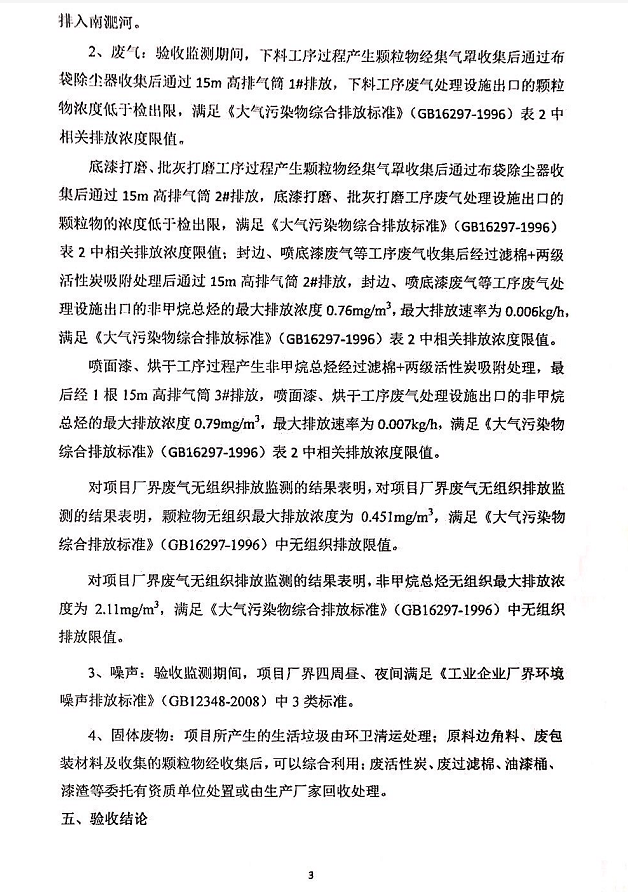 排入南淝河。
2、废气：验收监测期间，下料工序过程产生颗粒物经集气罩收集后通过布
袋除尘器收集后通过 15m 高排气筒 1#排放，下料工序废气处理设施出口的颗粒
物浓度低于检出限，满足《大气污染物综合排放标准》（GB16297-1996）表 2 中
相关排放浓度限值。
底漆打磨、批灰打磨工序过程产生颗粒物经集气罩收集后通过布袋除尘器收
集后通过 15m 高排气筒 2#排放，底漆打磨、批灰打磨工序废气处理设施出口的
颗粒物的浓度低于检出限，满足《大气污染物综合排放标准》（GB16297-1996）
表 2 中相关排放浓度限值；封边、喷底漆废气等工序废气收集后经过滤棉+两级
活性炭吸附处理后通过 15m 高排气筒 2#排放，封边、喷底漆废气等工序废气处
理设施出口的非甲烷总烃的最大排放浓度 0.76mg/m³，最大排放速率为 0.006kg/h，
满足《大气污染物综合排放标准》（GB16297-1996）表 2 中相关排放浓度限值。
喷面漆、烘干工序过程产生非甲烷总烃经过滤棉+两级活性炭吸附处理，最
后经 1 根 15m 高排气筒 3#排放，喷面漆、烘干工序废气处理设施出口的非甲烷
总烃的最大排放浓度 0.79mg/m³，最大排放速率为 0.007kg/h，满足《大气污染物
综合排放标准》（GB16297-1996）表 2 中相关排放浓度限值。
对项目厂界废气无组织排放监测的结果表明，对项目厂界废气无组织排放监
测的结果表明，颗粒物无组织最大排放浓度为 0.451mg/m³，满足《大气污染物
综合排放标准》（GB16297-1996）中无组织排放限值。
对项目厂界废气无组织排放监测的结果表明，非甲烷总烃无组织最大排放浓
度为 2.11mg/m³，满足《大气污染物综合排放标准》（GB16297-1996）中无组织
排放限值。
3、噪声：验收监测期间，项目厂界四周昼、夜间满足《工业企业厂界环境
噪声排放标准》（GB12348-2008）中 3 类标准。
4、固体废物：项目所产生的生活垃圾由环卫清运处理；原料边角料、废包
装材料及收集的颗粒物经收集后，可以综合利用；废活性炭、废过滤棉、油漆桶、
漆渣等委托有资质单位处置或由生产厂家回收处理。
五、验收结论
3